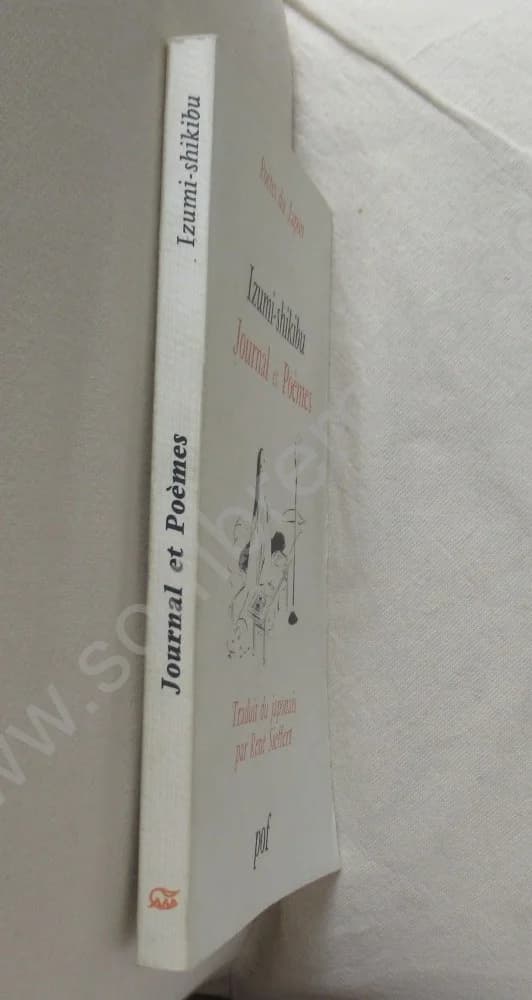 Izumi-shikibu
Journal et Poèmes
Poètes du Japon
Izumi-shikibu
Journal et Poèmes
Traduit du japonais
par René Sieffert
pof